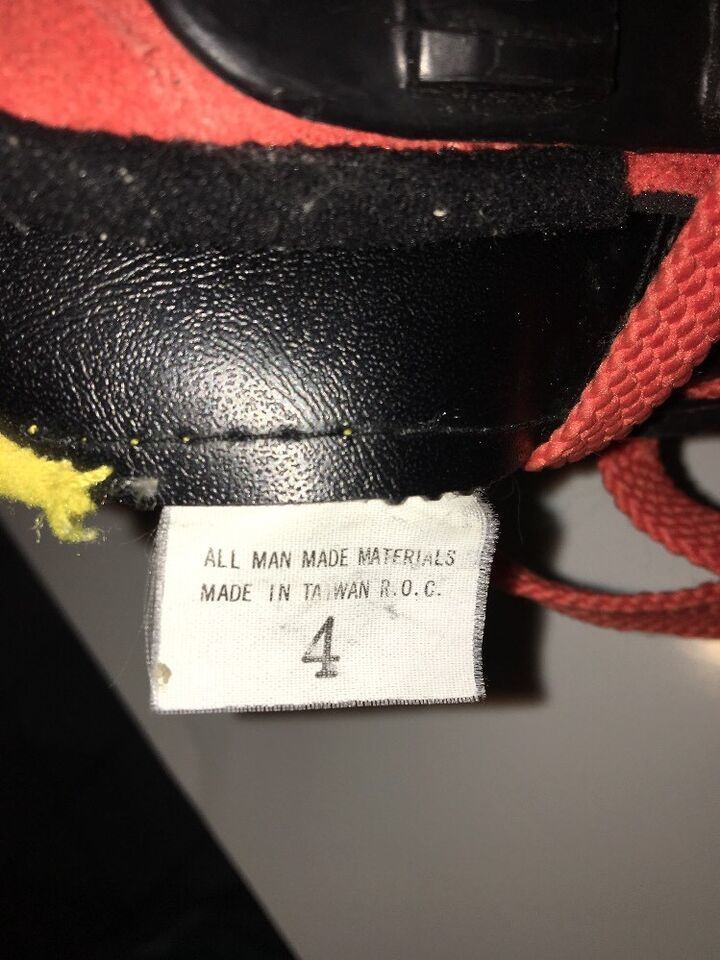 ALL MAN MADE MATERIALS
MADE IN TAIWAN R.O.C.
4